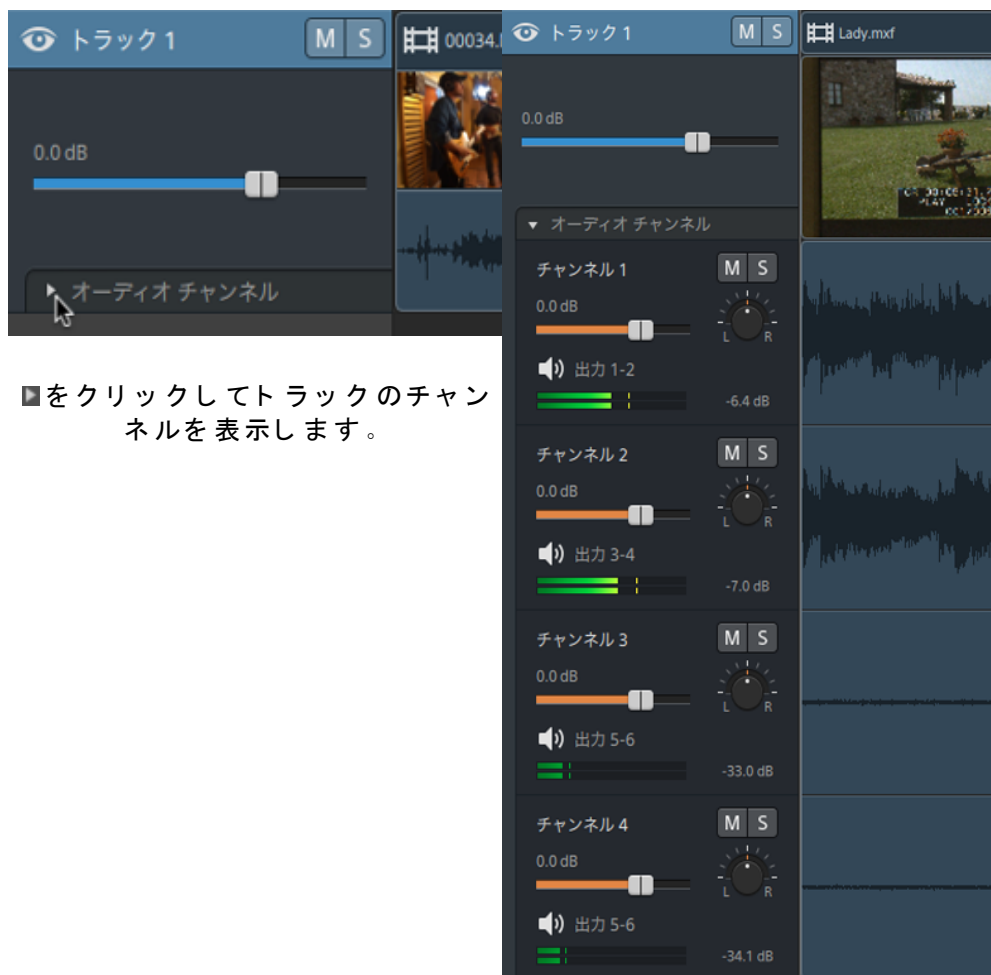 トラック 1
M S
00034.
0.0 dB
オーディオ チャンネル
をクリックしてトラックのチャン
ネルを表示します。
トラック 1
M S
Lady.mxf
0.0 dB
オーディオ チャンネル
チャンネル 1
M S
0.0 dB
L R
出力 1-2
-6.4 dB
チャンネル 2
M S
0.0 dB
L R
出力 3-4
-7.0 dB
チャンネル 3
M S
0.0 dB
L R
出力 5-6
-33.0 dB
チャンネル 4
M S
0.0 dB
L R
出力 5-6
-34.1 dB
PLAY